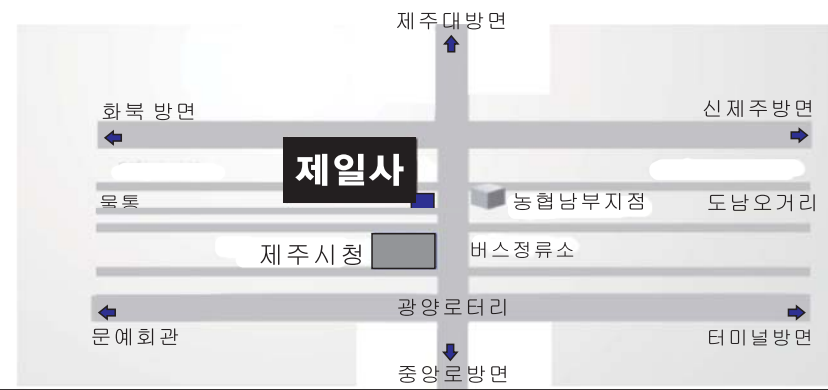 제주대방면
화북 방면
신제주방면
제일사
물통
농협남부지점
도남오거리
제주시청
버스정류소
광양로터리
문예회관
터미널방면
중앙로방면